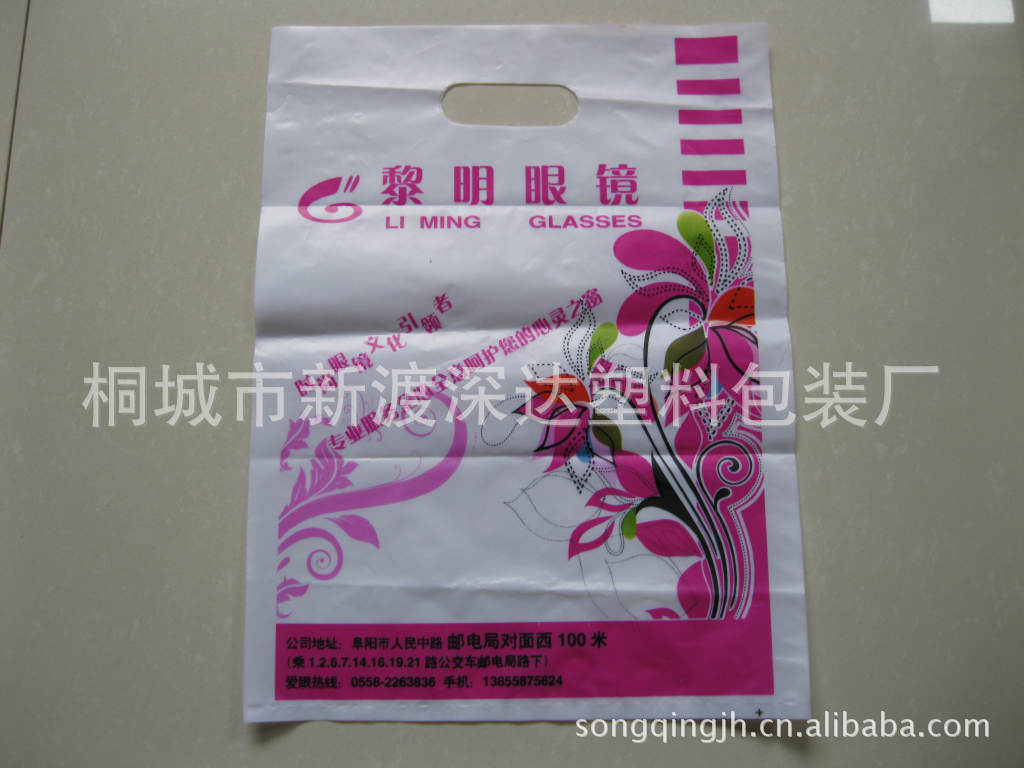 黎明眼镜
LI MING GLASSES
眼镜文化引领者
专业服务 呵护您的心灵之窗
桐城市新渡深达塑料包装厂
公司地址：阜阳市人民中路 邮电局对面西 100 米
(乘 1.2.6.7.14.16.19.21 路公交车邮电局路下)
爱眼热线：0558-2263836 手机：13855875624
songqingjh.cn.alibaba.com